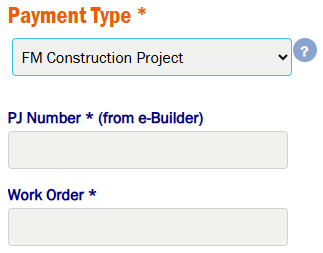 Payment Type *
FM Construction Project
?
PJ Number * (from e-Builder)
Work Order *